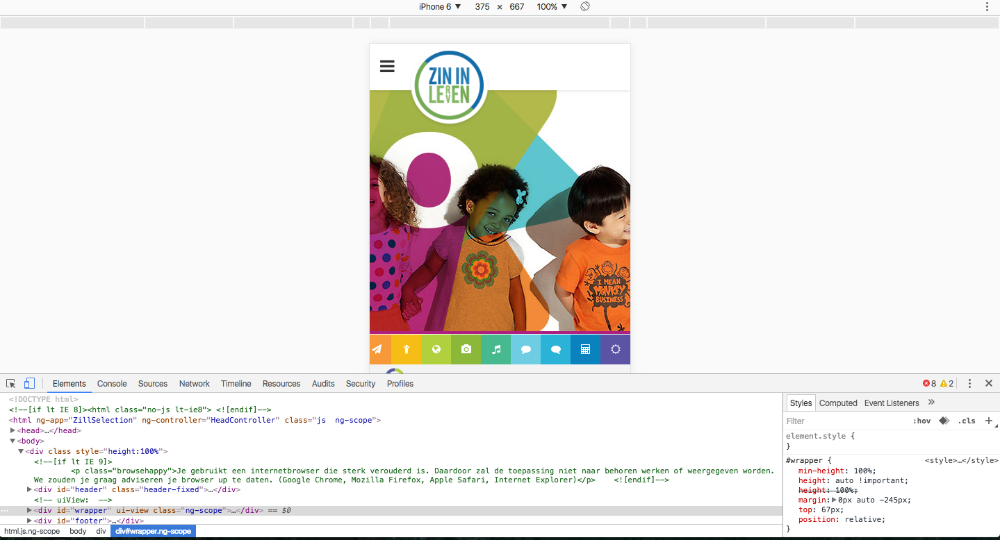 iPhone 6 ▼ 375 × 667 100% ▼
ZIN IN
LEREN
V
I MEAN
MONKEY
BUSINESS
Elements Console Sources Network Timeline Resources Audits Security Profiles 8 2
<!DOCTYPE html>
<!--[if lt IE 8]><html class="no-js lt-ie8"> <![endif]-->
<html ng-app="ZillSelection" ng-controller="HeadController" class="js  ng-scope">
▶<head>…</head>
▼<body>
▼<div class style="height:100%">
<!--[if lt IE 9]>
<p class="browsehappy">Je gebruikt een internetbrowser die sterk verouderd is. Daardoor zal de toepassing niet naar behoren werken of weergegeven worden.
We zouden je graag adviseren je browser up te daten. (Google Chrome, Mozilla Firefox, Apple Safari, Internet Explorer)</p>    <![endif]-->
▶<div id="header" class="header-fixed">…</div>
<!-- uiView:  -->
▶<div id="wrapper" ui-view class="ng-scope">…</div> == $0
▶<div id="footer">…</div>
html.js.ng-scope body div div#wrapper.ng-scope
Styles Computed Event Listeners »
Filter :hov .cls +
element.style {
}
#wrapper { <style>…</style>
min-height: 100%;
height: auto !important;
height: 100%;
margin:▶0px auto -245px;
top: 67px;
position: relative;
}